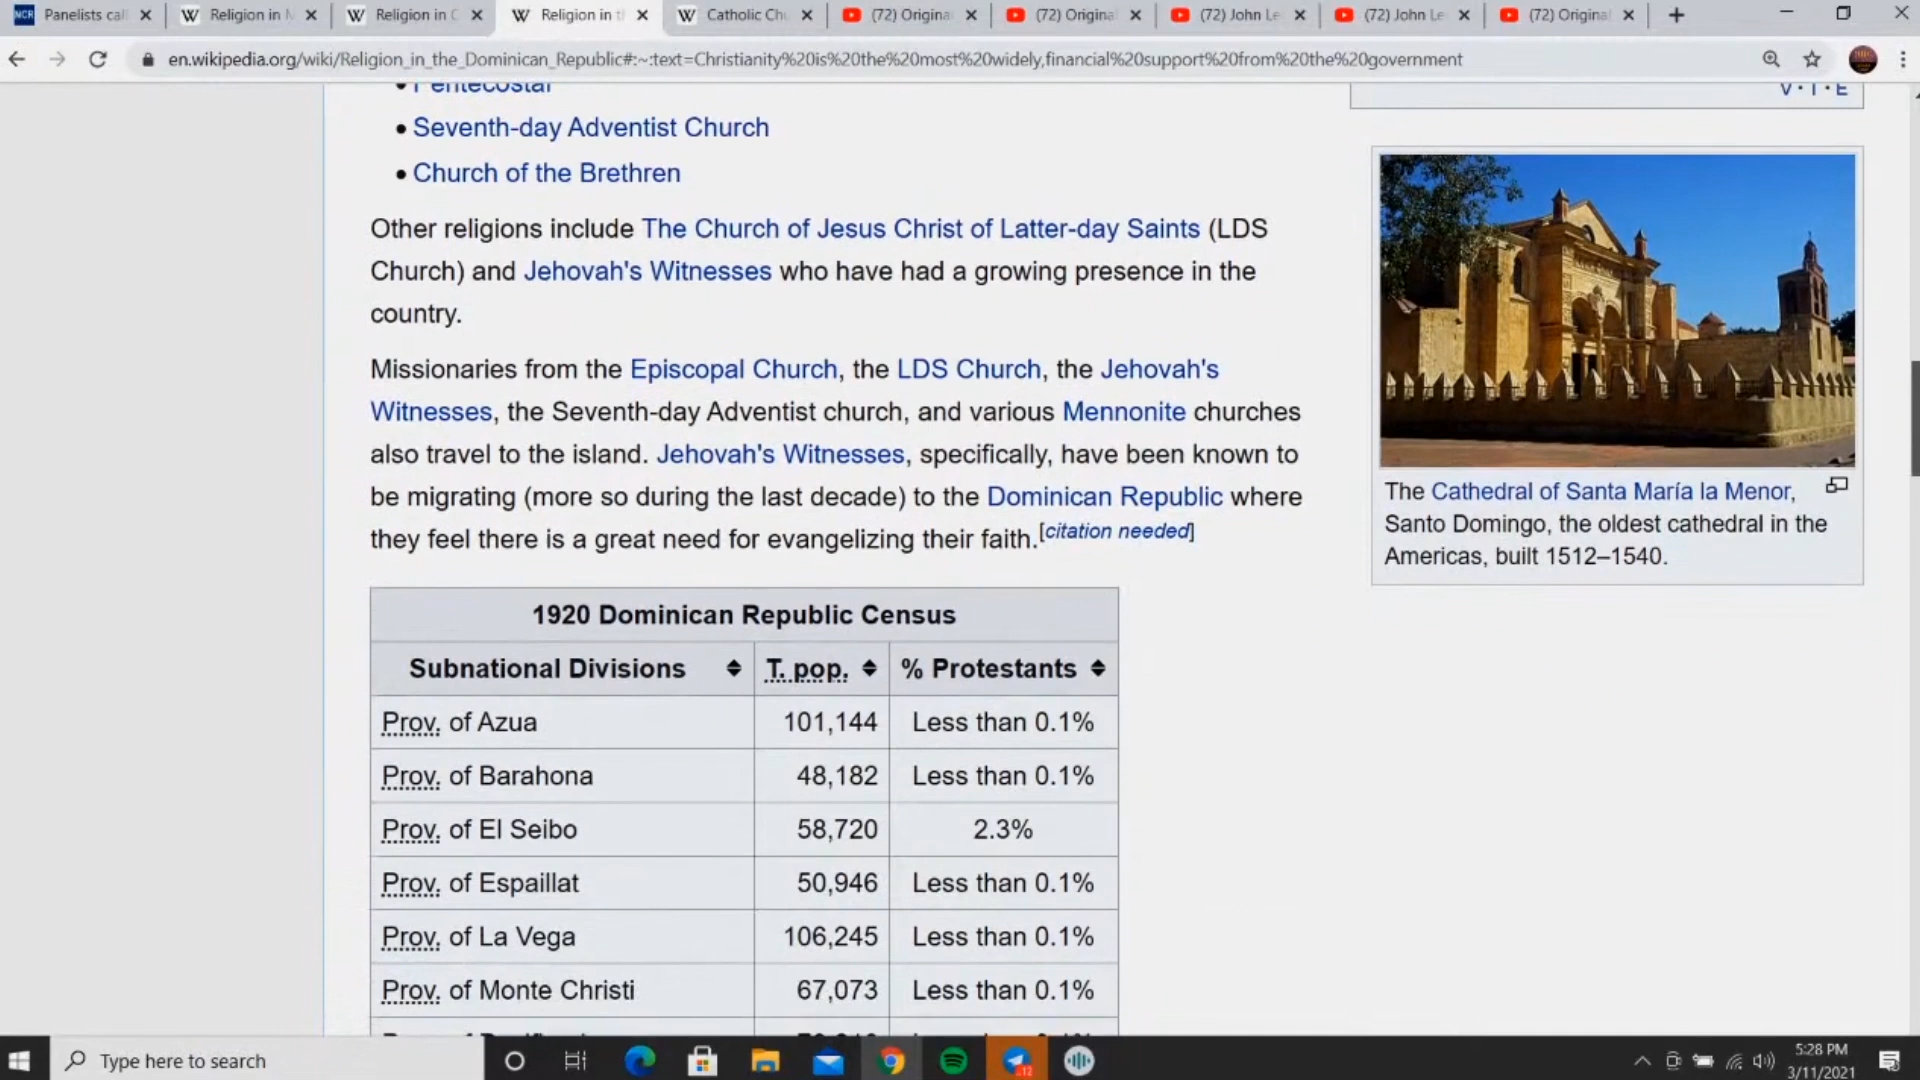 Panelists cal
Religion in
Religion in
Religion in t
Catholic Ch
(72) Origina
(72) Origina
(72) John Le
(72) John Le
(72) Origina
en.wikipedia.org/wiki/Religion_in_the_Dominican_Republic#:~:text=Christianity%20is%20the%20most%20widely,financial%20support%20from%20the%20government
Pentecostal
V · T · E
Seventh-day Adventist Church
Church of the Brethren
Other religions include The Church of Jesus Christ of Latter-day Saints (LDS
Church) and Jehovah's Witnesses who have had a growing presence in the
country.
Missionaries from the Episcopal Church, the LDS Church, the Jehovah's
Witnesses, the Seventh-day Adventist church, and various Mennonite churches
also travel to the island. Jehovah's Witnesses, specifically, have been known to
be migrating (more so during the last decade) to the Dominican Republic where
they feel there is a great need for evangelizing their faith.[citation needed]
The Cathedral of Santa María la Menor,
Santo Domingo, the oldest cathedral in the
Americas, built 1512–1540.
1920 Dominican Republic Census
Subnational Divisions T. pop. % Protestants
Prov. of Azua 101,144 Less than 0.1%
Prov. of Barahona 48,182 Less than 0.1%
Prov. of El Seibo 58,720 2.3%
Prov. of Espaillat 50,946 Less than 0.1%
Prov. of La Vega 106,245 Less than 0.1%
Prov. of Monte Christi 67,073 Less than 0.1%
Type here to search
5:28 PM
3/11/2021